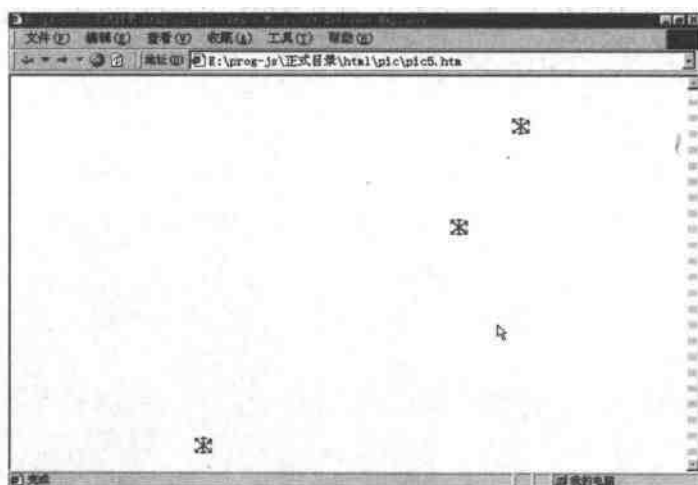 文件(F) 编辑(E) 查看(V) 收藏(A) 工具(T) 帮助(H)
地址(D) E:\prog-js\正式目录\html\pic\pic5.htm
完成 我的电脑